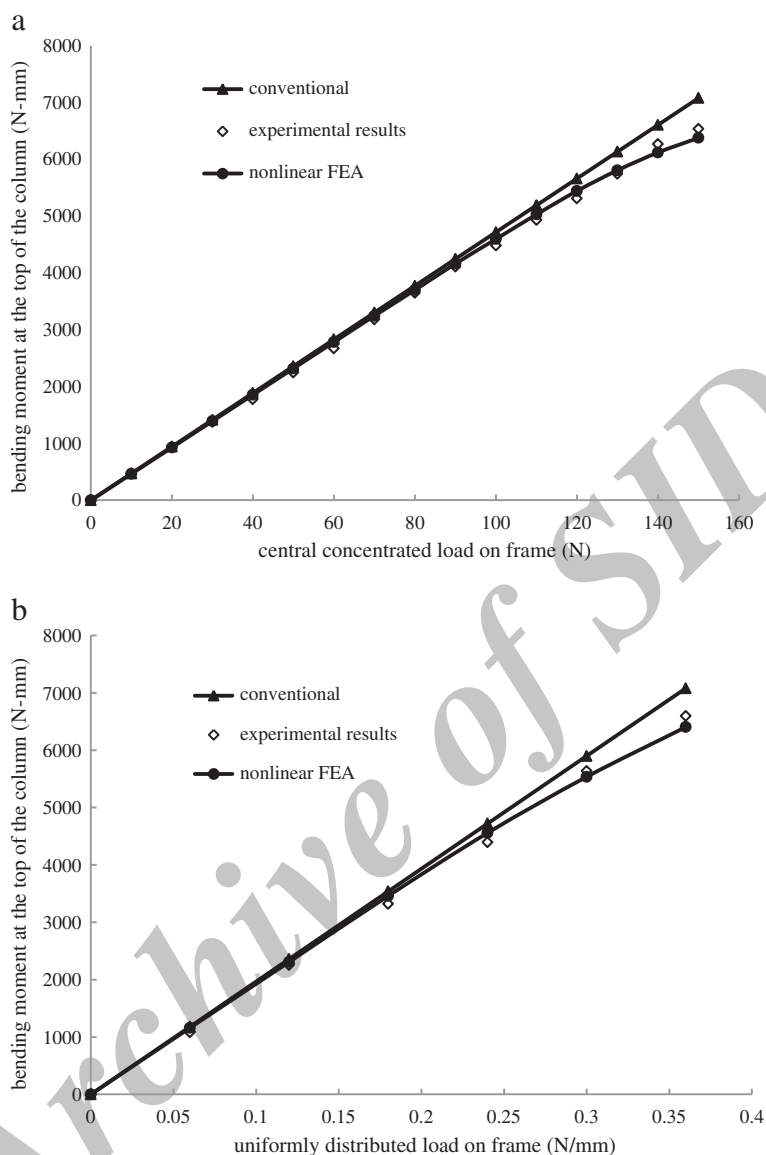 a
8000
7000
6000
5000
4000
3000
2000
1000
0
bending moment at the top of the column (N-mm)
conventional
experimental results
nonlinear FEA
0 20 40 60 80 100 120 140 160
central concentrated load on frame (N)
b
8000
7000
6000
5000
4000
3000
2000
1000
0
bending moment at the top of the column (N-mm)
conventional
experimental results
nonlinear FEA
0 0.05 0.1 0.15 0.2 0.25 0.3 0.35 0.4
uniformly distributed load on frame (N/mm)
Archive of SID